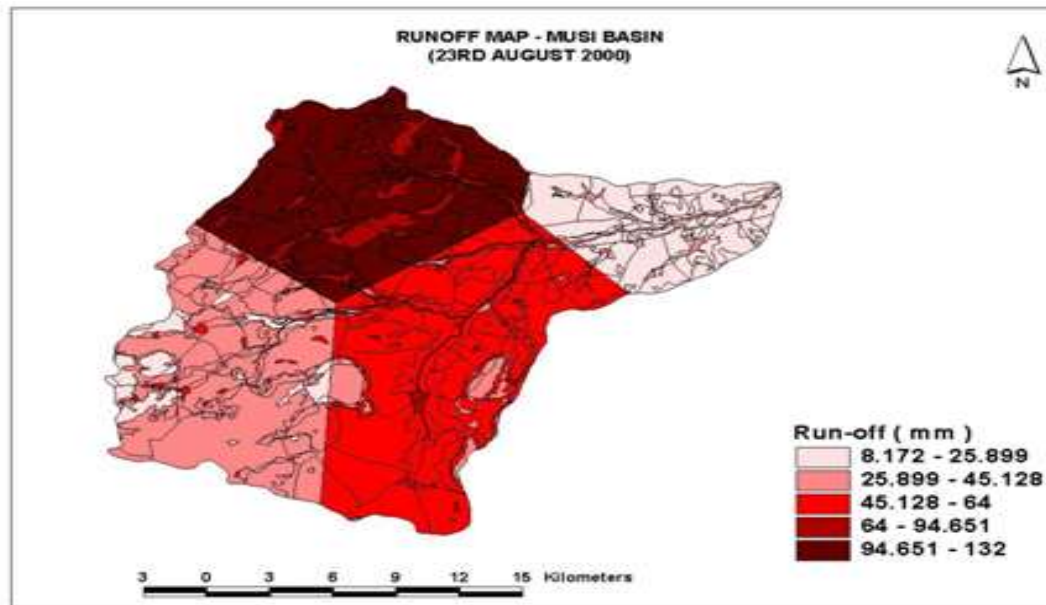 RUNOFF MAP - MUSI BASIN
(23RD AUGUST 2000)
N
Run-off ( mm )
8.172 - 25.899
25.899 - 45.128
45.128 - 64
64 - 94.651
94.651 - 132
3 0 3 6 9 12 15 Kilometers